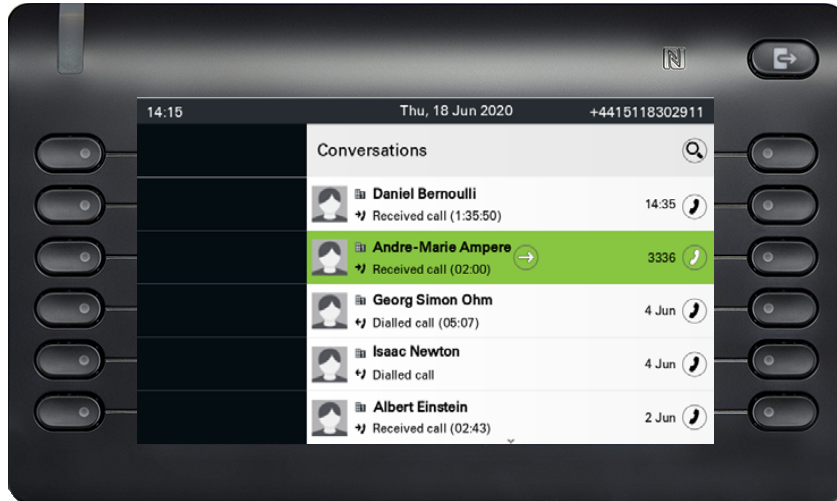 14:15 Thu, 18 Jun 2020 +4415118302911
Conversations
Daniel Bernoulli
Received call (1:35:50) 14:35
Andre-Marie Ampere
Received call (02:00) 3336
Georg Simon Ohm
Dialled call (05:07) 4 Jun
Isaac Newton
Dialled call 4 Jun
Albert Einstein
Received call (02:43) 2 Jun